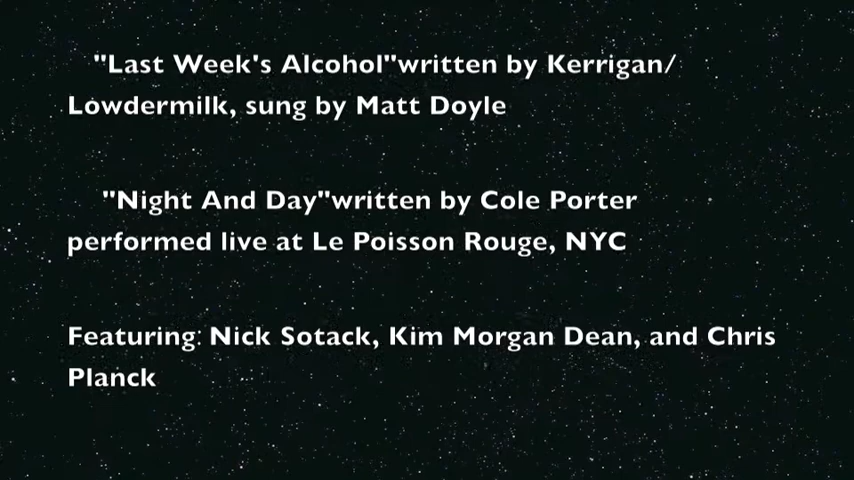 "Last Week's Alcohol"written by Kerrigan/
Lowdermilk, sung by Matt Doyle
"Night And Day"written by Cole Porter
performed live at Le Poisson Rouge, NYC
Featuring: Nick Sotack, Kim Morgan Dean, and Chris
Planck